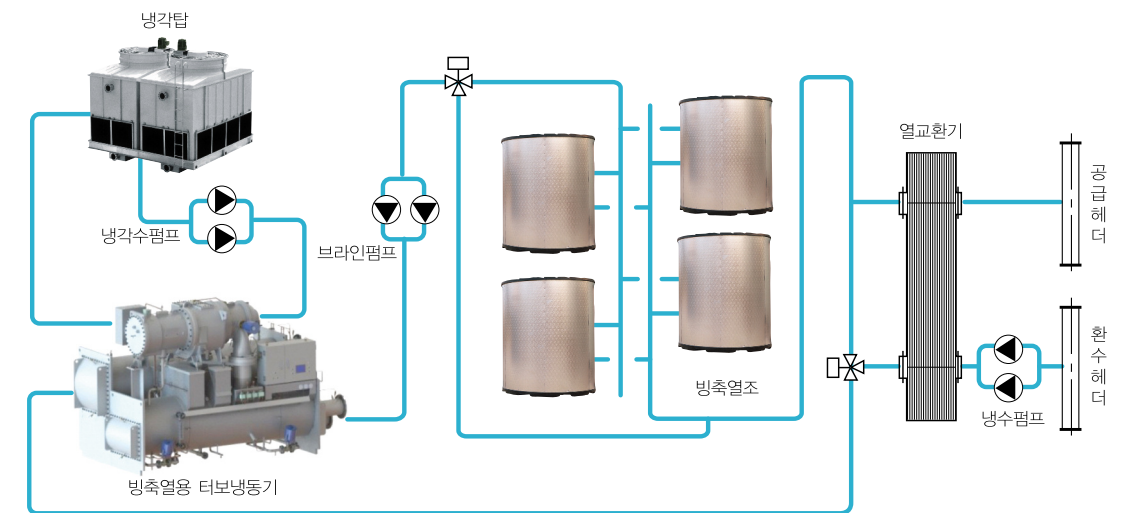 냉각탑
냉각수펌프
브라인펌프
빙축열용 터보냉동기
빙축열조
열교환기
공급헤더
환수헤더
냉수펌프